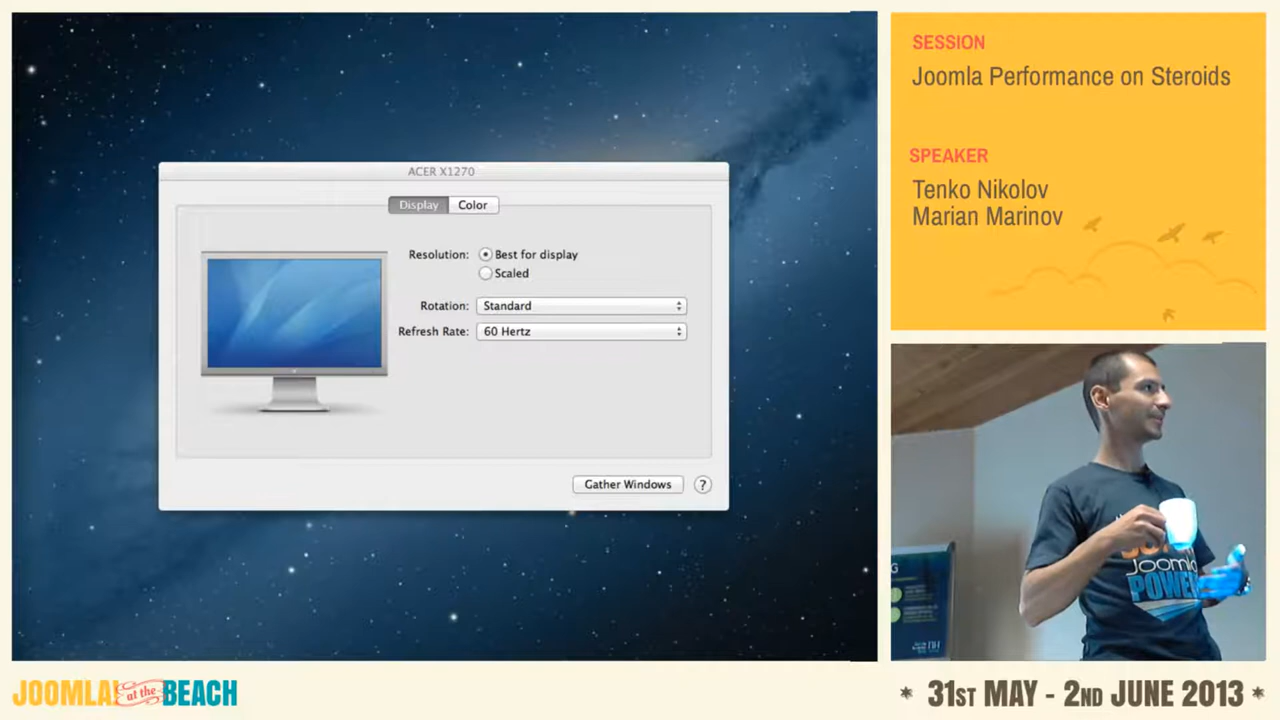 ACER X1270
Display Color
Resolution: Best for display
Scaled
Rotation: Standard
Refresh Rate: 60 Hertz
Gather Windows ?
SESSION
Joomla Performance on Steroids
SPEAKER
Tenko Nikolov
Marian Marinov
Joomla
POWER
G
JOOMLA! at the BEACH
* 31ST MAY - 2ND JUNE 2013 *